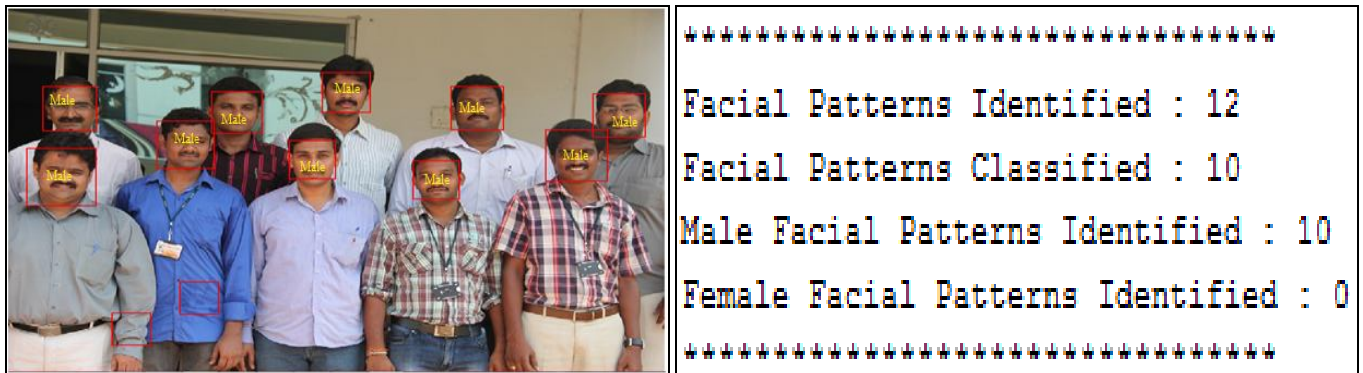 Male
Male
Male
Male
Male
Male
Male
Male
Male
Male
**********************************
Facial Patterns Identified : 12
Facial Patterns Classified : 10
Male Facial Patterns Identified : 10
Female Facial Patterns Identified : 0
**********************************